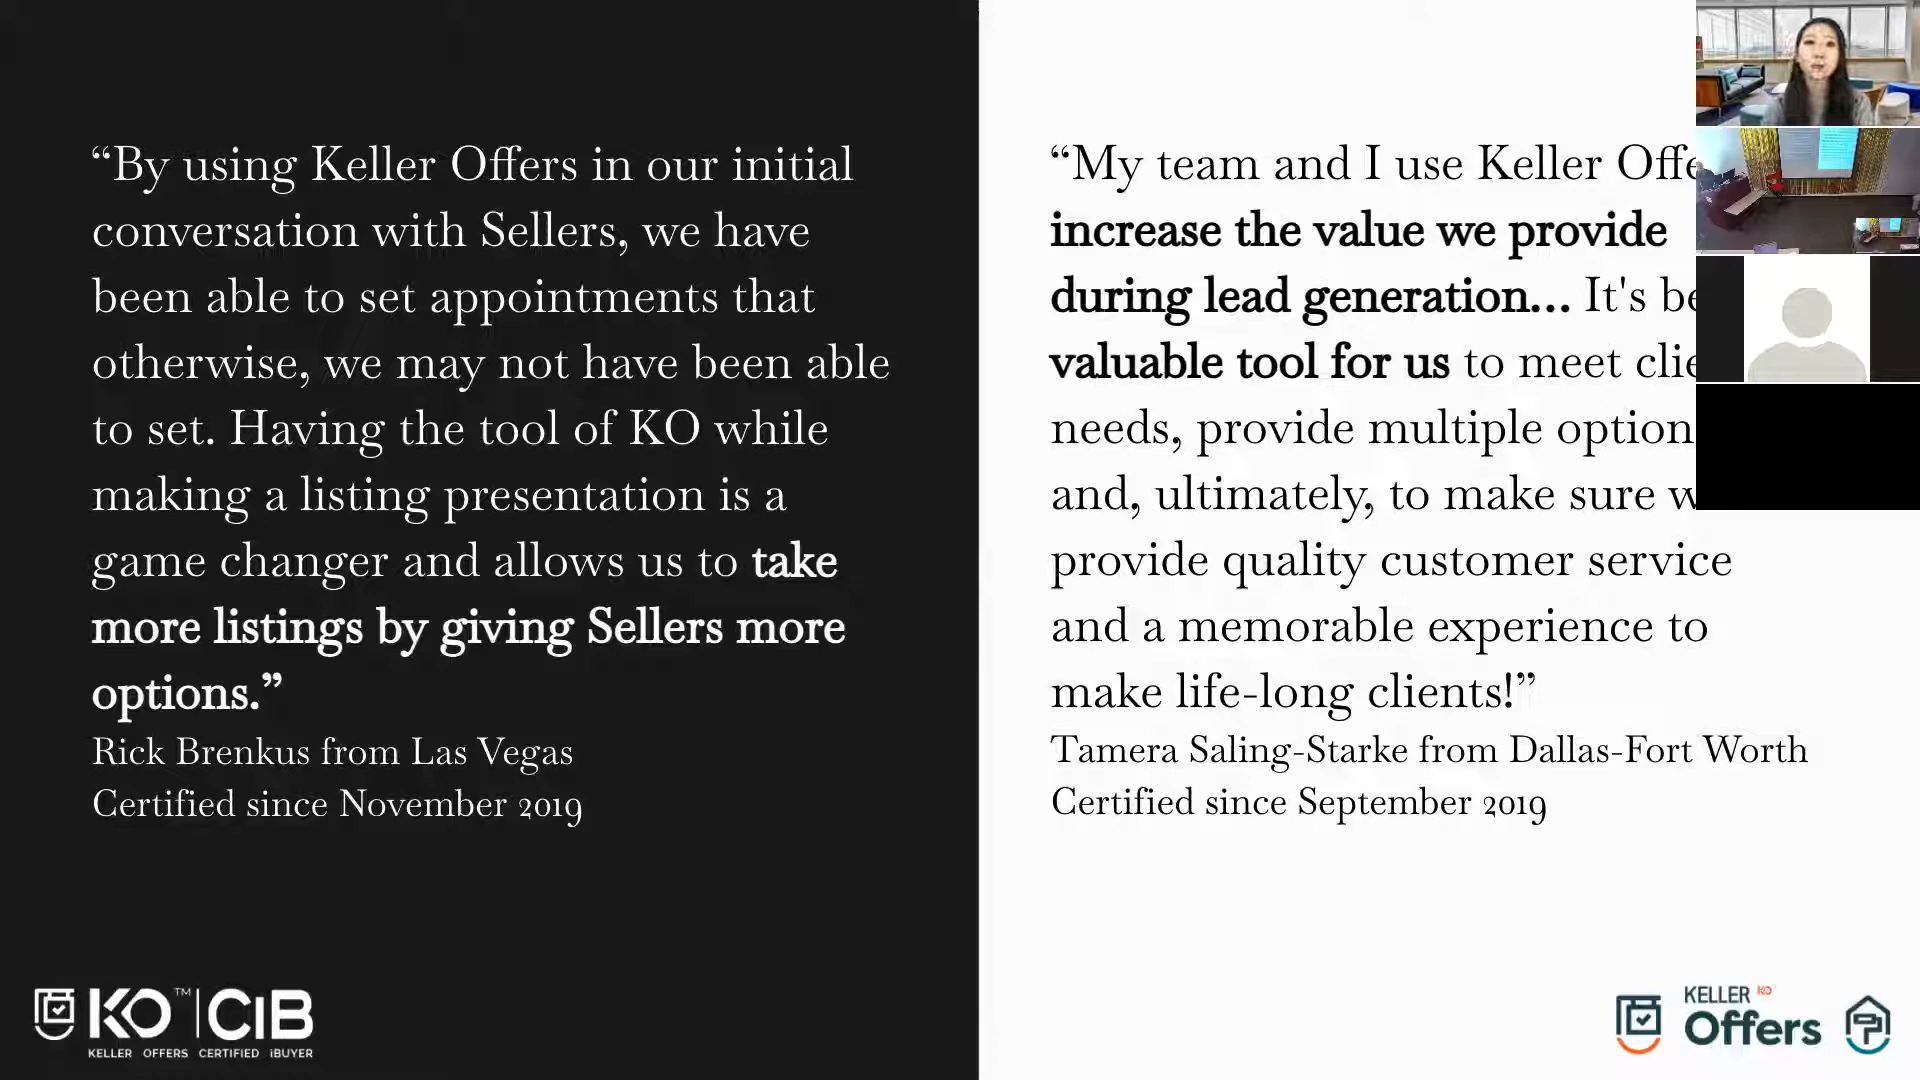 “By using Keller Offers in our initial
conversation with Sellers, we have
been able to set appointments that
otherwise, we may not have been able
to set. Having the tool of KO while
making a listing presentation is a
game changer and allows us to take
more listings by giving Sellers more
options.”
Rick Brenkus from Las Vegas
Certified since November 2019
KO™ | CiB
KELLER OFFERS CERTIFIED iBUYER
“My team and I use Keller
increase the value we provide
during lead generation... It's
valuable tool for us to meet
needs, provide multiple
and, ultimately, to make sure
provide quality customer service
and a memorable experience to
make life-long clients!”
Tamera Saling-Starke from Dallas-Fort Worth
Certified since September 2019
KELLER KO
Offers